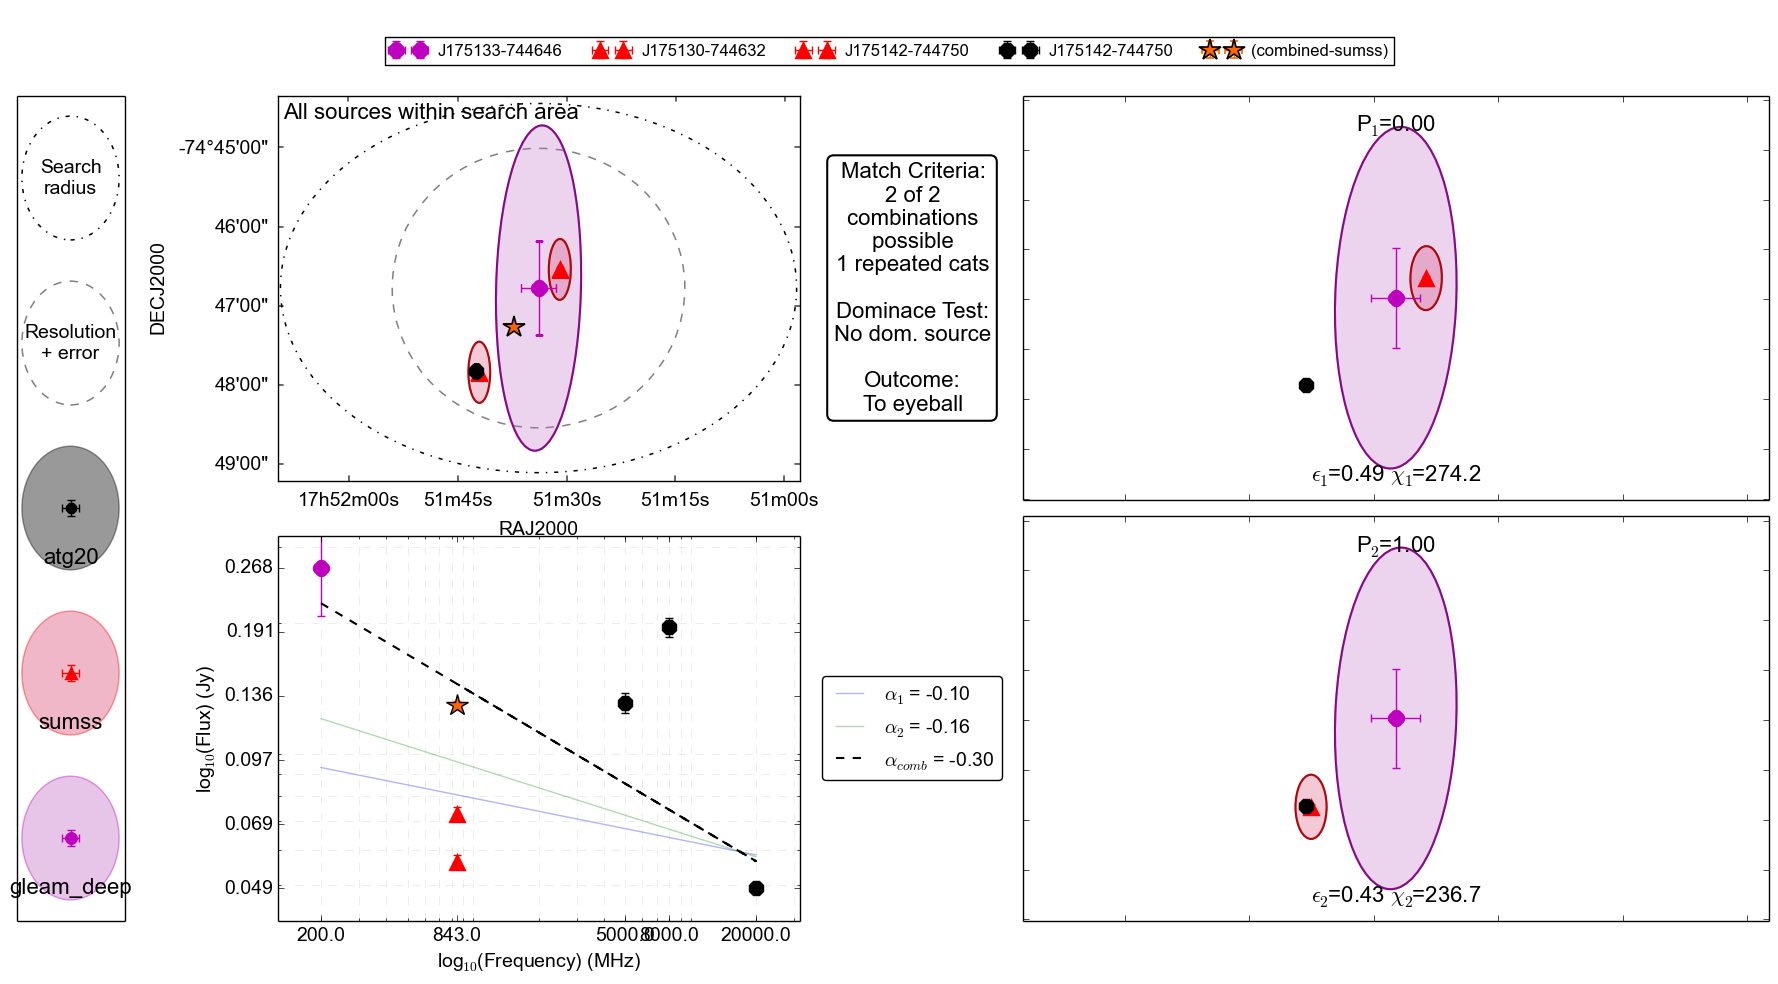 J175133-744646 J175130-744632 J175142-744750 J175142-744750 (combined-sumss)
Search
radius
Resolution
+ error
atg20
sumss
gleam_deep
All sources within search area
DECJ2000
-74°45'00"
46'00"
47'00"
48'00"
49'00"
17h52m00s 51m45s 51m30s 51m15s 51m00s
RAJ2000
Match Criteria:
2 of 2
combinations
possible
1 repeated cats
Dominace Test:
No dom. source
Outcome:
To eyeball
P1=0.00
ϵ1=0.49 χ1=274.2
log10(Flux) (Jy)
0.268
0.191
0.136
0.097
0.069
0.049
200.0 843.0 5000.0 8000.0 20000.0
log10(Frequency) (MHz)
α1 = -0.10
α2 = -0.16
αcomb = -0.30
P2=1.00
ϵ2=0.43 χ2=236.7